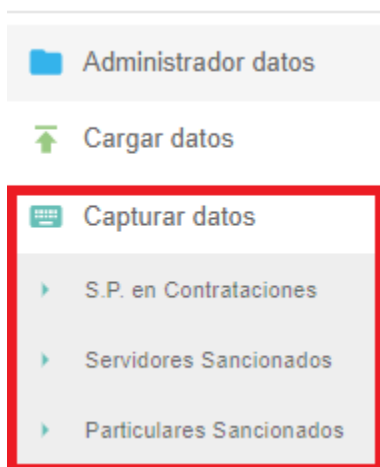 Administrador datos
Cargar datos
Capturar datos
S.P. en Contrataciones
Servidores Sancionados
Particulares Sancionados